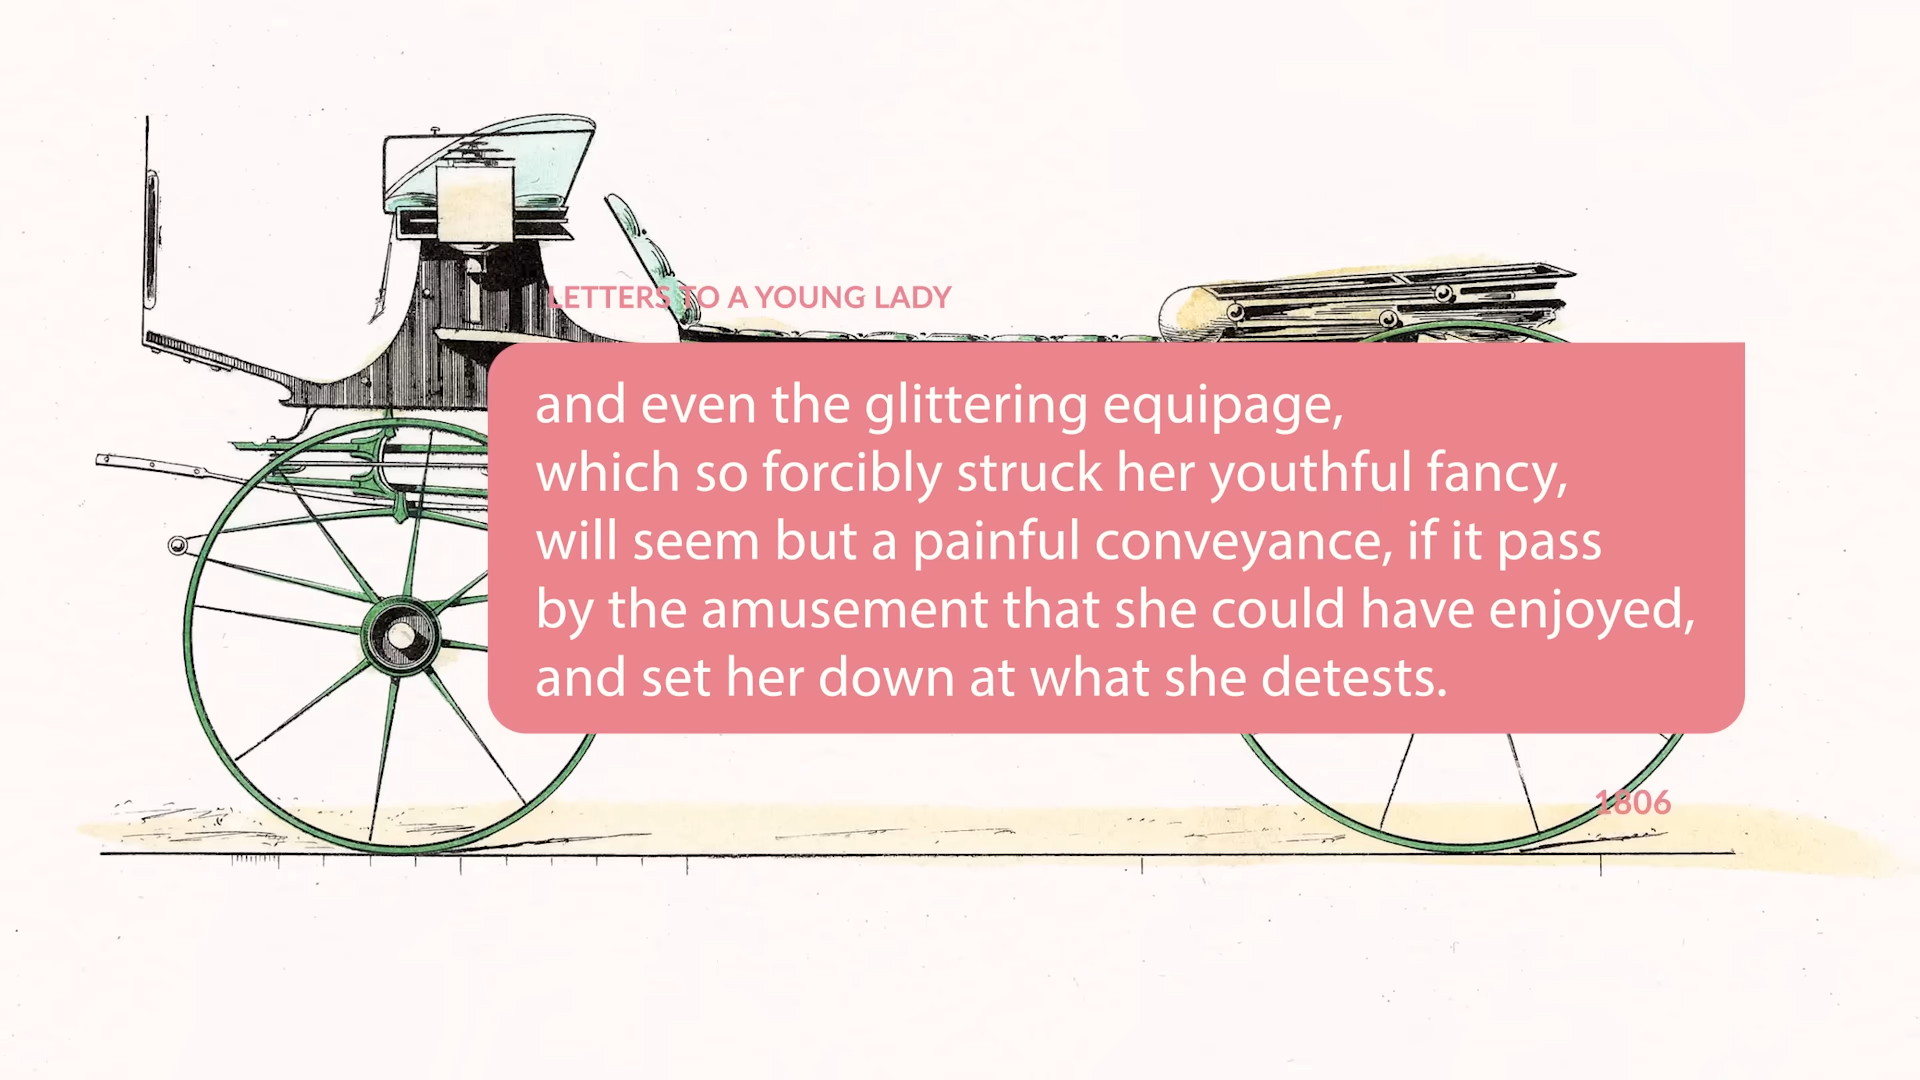 LETTERS TO A YOUNG LADY
and even the glittering equipage,
which so forcibly struck her youthful fancy,
will seem but a painful conveyance, if it pass
by the amusement that she could have enjoyed,
and set her down at what she detests.
1806